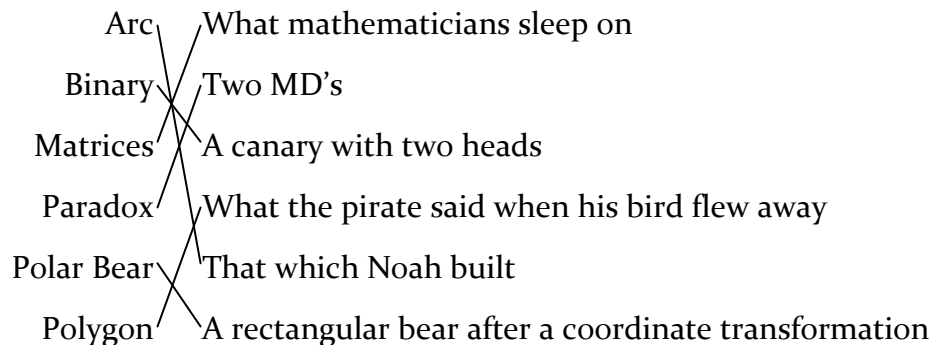 Arc What mathematicians sleep on
Binary Two MD’s
Matrices A canary with two heads
Paradox What the pirate said when his bird flew away
Polar Bear That which Noah built
Polygon A rectangular bear after a coordinate transformation